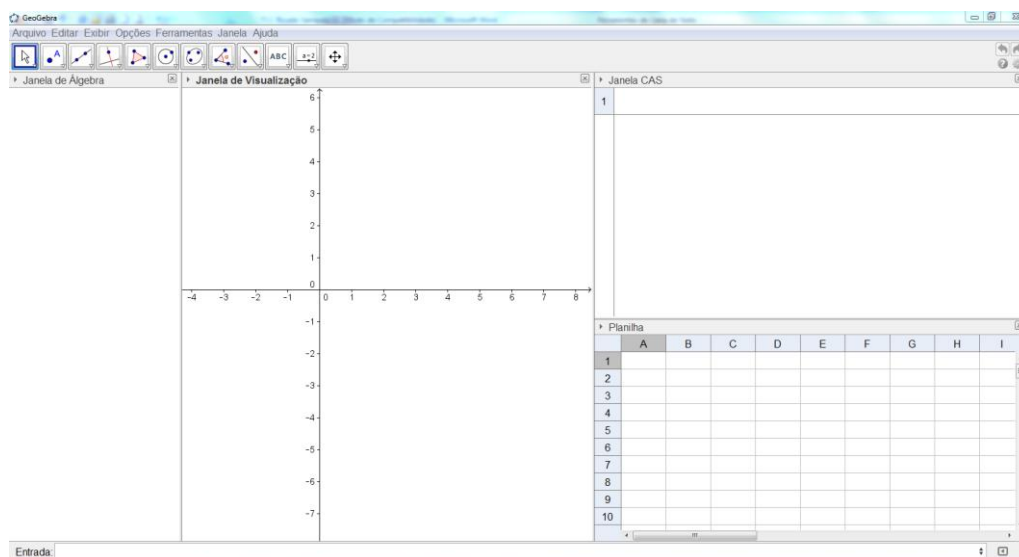 GeoGebra
Arquivo Editar Exibir Opções Ferramentas Janela Ajuda
A
ABC
a=2
Janela de Álgebra
Janela de Visualização
Janela CAS
6
5
4
3
2
1
0
-4 -3 -2 -1 0 1 2 3 4 5 6 7 8
-1
-2
-3
-4
-5
-6
-7
1
Planilha
A B C D E F G H I
1
2
3
4
5
6
7
8
9
10
Entrada: